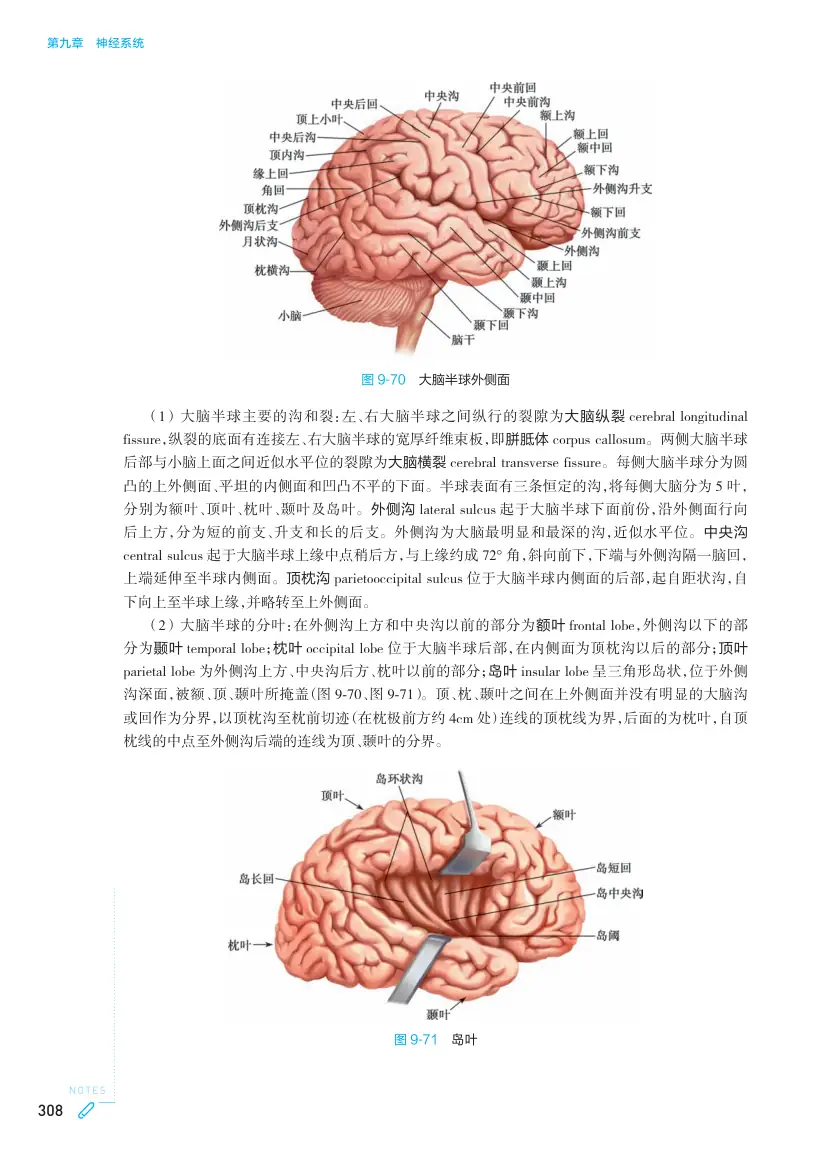 第九章 神经系统
中央后回
中央沟
中央前回
中央前沟
顶上小叶
额上沟
中央后沟
额上回
顶内沟
额中回
缘上回
额下沟
角回
外侧沟升支
顶枕沟
额下回
外侧沟后支
外侧沟前支
月状沟
外侧沟
枕横沟
颞上回
颞上沟
颞中回
小脑
颞下沟
颞下回
脑干
图 9-70 大脑半球外侧面
（1）大脑半球主要的沟和裂：左、右大脑半球之间纵行的裂隙为大脑纵裂 cerebral longitudinal
fissure，纵裂的底面有连接左、右大脑半球的宽厚纤维束板，即胼胝体 corpus callosum。两侧大脑半球
后部与小脑上面之间近似水平位的裂隙为大脑横裂 cerebral transverse fissure。每侧大脑半球分为圆
凸的上外侧面、平坦的内侧面和凹凸不平的下面。半球表面有三条恒定的沟，将每侧大脑分为 5 叶，
分别为额叶、顶叶、枕叶、颞叶及岛叶。外侧沟 lateral sulcus 起于大脑半球下面前份，沿外侧面行向
后上方，分为短的前支、升支和长的后支。外侧沟为大脑最明显和最深的沟，近似水平位。中央沟
central sulcus 起于大脑半球上缘中点稍后方，与上缘约成 72° 角，斜向前下，下端与外侧沟隔一脑回，
上端延伸至半球内侧面。顶枕沟 parietooccipital sulcus 位于大脑半球内侧面的后部，起自距状沟，自
下向上至半球上缘，并略转至上外侧面。
（2）大脑半球的分叶：在外侧沟上方和中央沟以前的部分为额叶 frontal lobe，外侧沟以下的部
分为颞叶 temporal lobe；枕叶 occipital lobe 位于大脑半球后部，在内侧面为顶枕沟以后的部分；顶叶
parietal lobe 为外侧沟上方、中央沟后方、枕叶以前的部分；岛叶 insular lobe 呈三角形岛状，位于外侧
沟深面，被额、顶、颞叶所掩盖（图 9-70、图 9-71）。顶、枕、颞叶之间在上外侧面并没有明显的大脑沟
或回作为分界，以顶枕沟至枕前切迹（在枕极前方约 4cm 处）连线的顶枕线为界，后面的为枕叶，自顶
枕线的中点至外侧沟后端的连线为顶、颞叶的分界。
岛环状沟
顶叶
额叶
岛短回
岛长回
岛中央沟
岛阈
枕叶
颞叶
图 9-71 岛叶
NOTES
308